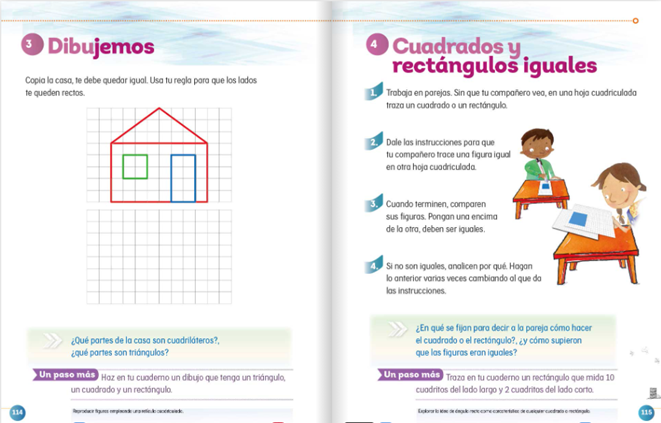 3 Dibujemos
Copia la casa, te debe quedar igual. Usa tu regla para que los lados
te queden rectos.
¿Qué partes de la casa son cuadriláteros?,
¿qué partes son triángulos?
Un paso más Haz en tu cuaderno un dibujo que tenga un triángulo,
un cuadrado y un rectángulo.
114
Reproducir figuras empleando una retícula cuadriculada.
4 Cuadrados y
rectángulos iguales
1. Trabaja en parejas. Sin que tu compañero vea, en una hoja cuadriculada
traza un cuadrado o un rectángulo.
2. Dale las instrucciones para que
tu compañero trace una figura igual
en otra hoja cuadriculada.
3. Cuando terminen, comparen
sus figuras. Pongan una encima
de la otra, deben ser iguales.
4. Si no son iguales, analicen por qué. Hagan
lo anterior varias veces cambiando al que da
las instrucciones.
¿En qué se fijan para decir a la pareja cómo hacer
el cuadrado o el rectángulo?, ¿y cómo supieron
que las figuras eran iguales?
Un paso más Traza en tu cuaderno un rectángulo que mida 10
cuadritos del lado largo y 2 cuadritos del lado corto.
Explorar la idea de ángulo recto como característica de cualquier cuadrado o rectángulo.
115